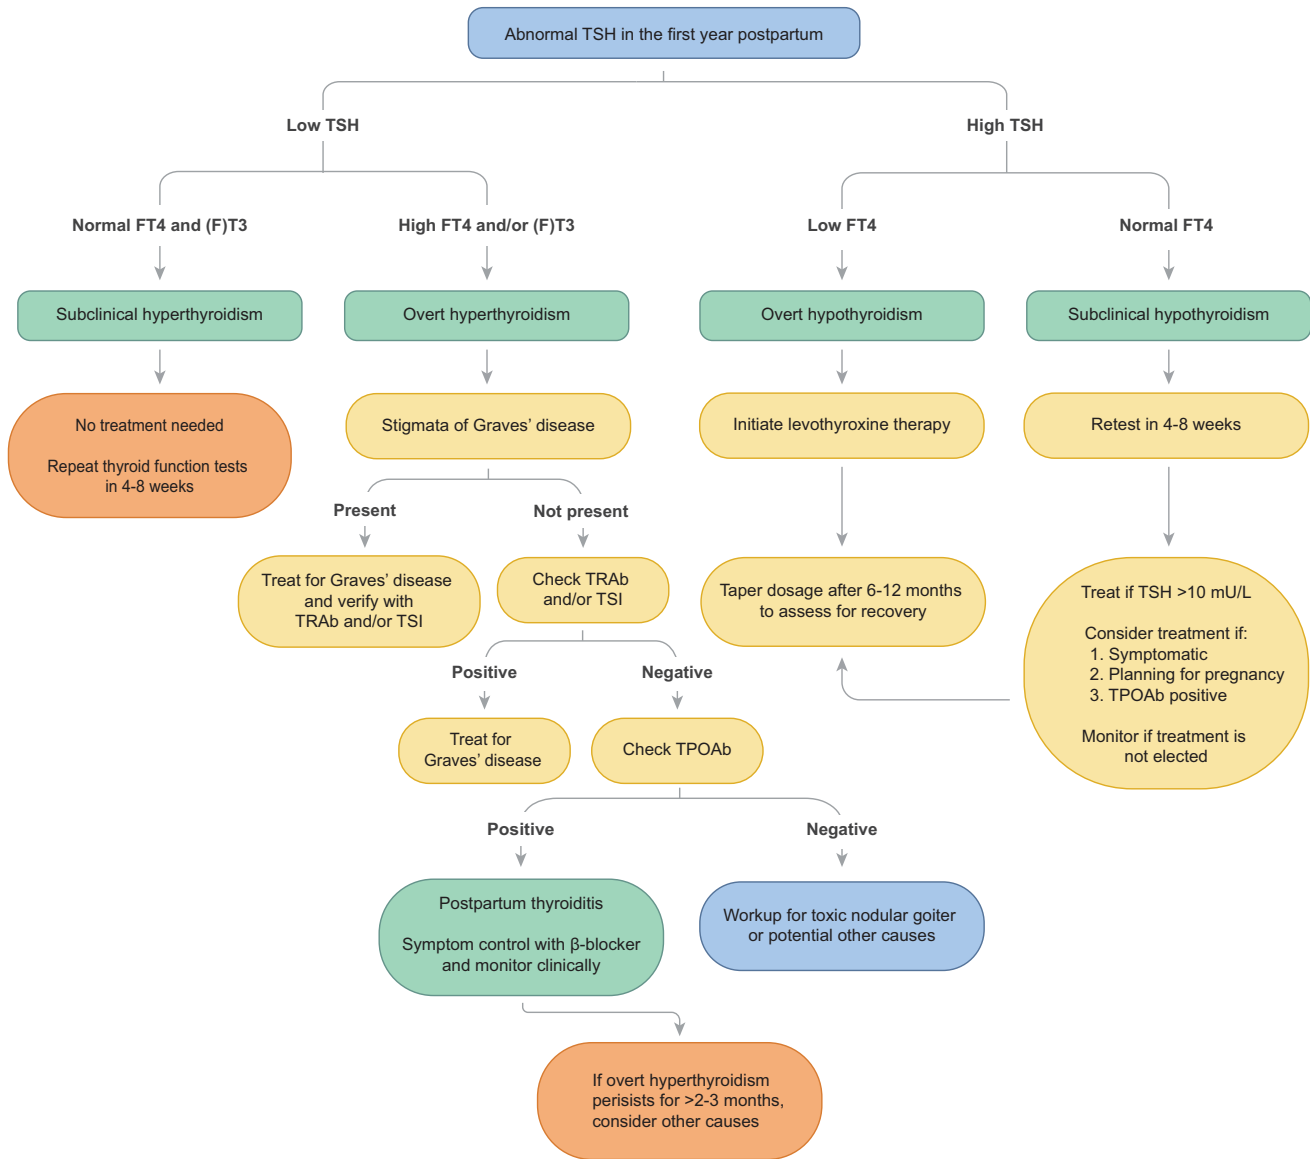 Abnormal TSH in the first year postpartum
Low TSH
High TSH
Normal FT4 and (F)T3
High FT4 and/or (F)T3
Low FT4
Normal FT4
Subclinical hyperthyroidism
Overt hyperthyroidism
Overt hypothyroidism
Subclinical hypothyroidism
No treatment needed
Repeat thyroid function tests
in 4-8 weeks
Stigmata of Graves’ disease
Initiate levothyroxine therapy
Retest in 4-8 weeks
Present
Not present
Treat for Graves’ disease
and verify with
TRAb and/or TSI
Check TRAb
and/or TSI
Taper dosage after 6-12 months
to assess for recovery
Treat if TSH >10 mU/L
Consider treatment if:
1. Symptomatic
2. Planning for pregnancy
3. TPOAb positive
Monitor if treatment is
not elected
Positive
Negative
Treat for
Graves’ disease
Check TPOAb
Positive
Negative
Postpartum thyroiditis
Symptom control with β-blocker
and monitor clinically
Workup for toxic nodular goiter
or potential other causes
If overt hyperthyroidism
perisists for >2-3 months,
consider other causes